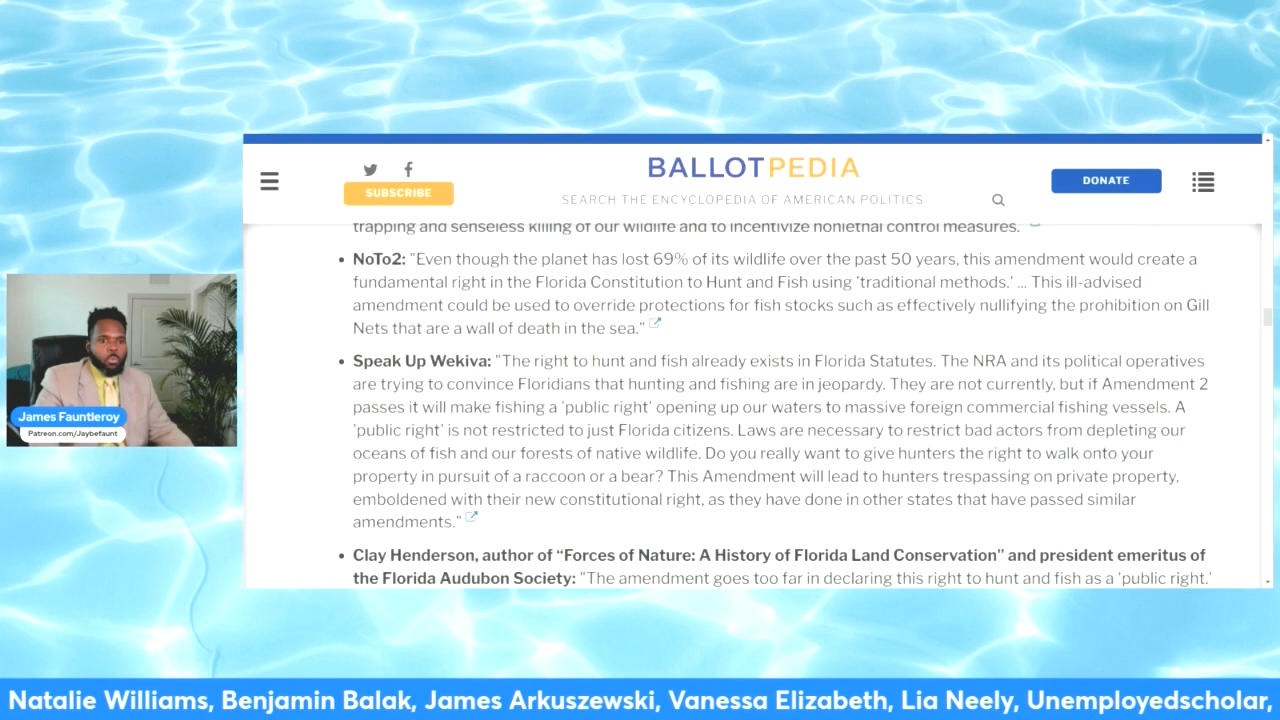 BALLOTPEDIA
SUBSCRIBE
SEARCH THE ENCYCLOPEDIA OF AMERICAN POLITICS
DONATE
trapping and senseless killing of our wildlife and to incentivize nonlethal control measures.
• NoTo2: "Even though the planet has lost 69% of its wildlife over the past 50 years, this amendment would create a
fundamental right in the Florida Constitution to Hunt and Fish using 'traditional methods.' ... This ill-advised
amendment could be used to override protections for fish stocks such as effectively nullifying the prohibition on Gill
Nets that are a wall of death in the sea."
• Speak Up Wekiva: "The right to hunt and fish already exists in Florida Statutes. The NRA and its political operatives
are trying to convince Floridians that hunting and fishing are in jeopardy. They are not currently, but if Amendment 2
passes it will make fishing a 'public right' opening up our waters to massive foreign commercial fishing vessels. A
'public right' is not restricted to just Florida citizens. Laws are necessary to restrict bad actors from depleting our
oceans of fish and our forests of native wildlife. Do you really want to give hunters the right to walk onto your
property in pursuit of a raccoon or a bear? This Amendment will lead to hunters trespassing on private property,
emboldened with their new constitutional right, as they have done in other states that have passed similar
amendments."
• Clay Henderson, author of “Forces of Nature: A History of Florida Land Conservation" and president emeritus of
the Florida Audubon Society: "The amendment goes too far in declaring this right to hunt and fish as a 'public right.'
James Fauntleroy
Patreon.com/Jaybefaunt
Natalie Williams, Benjamin Balak, James Arkuszewski, Vanessa Elizabeth, Lia Neely, Unemployedscholar,